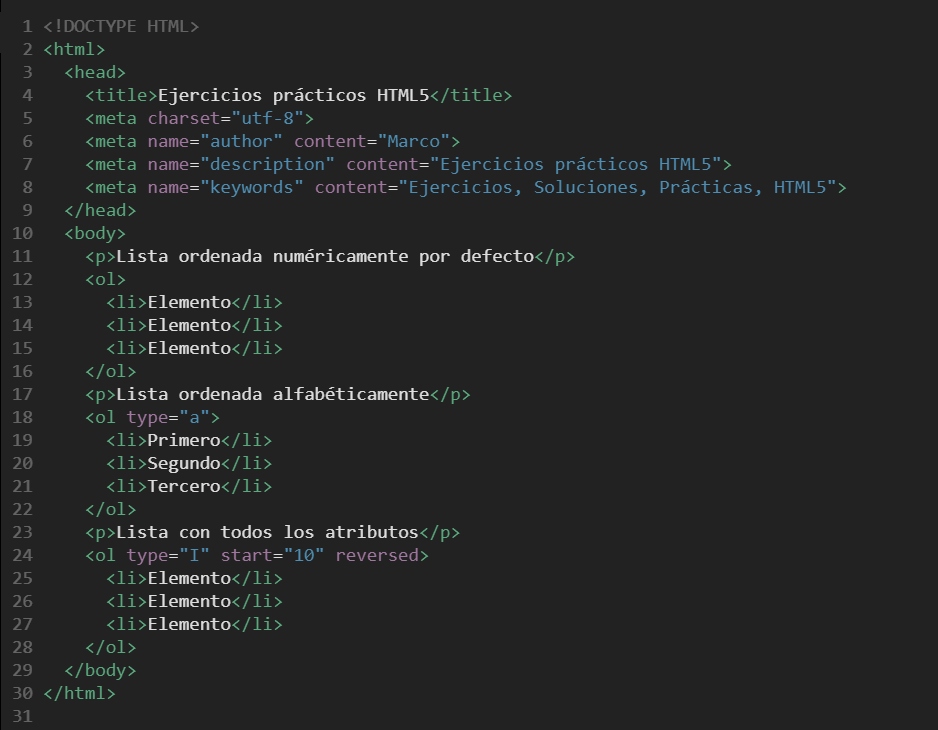 1 <!DOCTYPE HTML>
2 <html>
3   <head>
4     <title>Ejercicios prácticos HTML5</title>
5     <meta charset="utf-8">
6     <meta name="author" content="Marco">
7     <meta name="description" content="Ejercicios prácticos HTML5">
8     <meta name="keywords" content="Ejercicios, Soluciones, Prácticas, HTML5">
9   </head>
10   <body>
11     <p>Lista ordenada numéricamente por defecto</p>
12     <ol>
13       <li>Elemento</li>
14       <li>Elemento</li>
15       <li>Elemento</li>
16     </ol>
17     <p>Lista ordenada alfabéticamente</p>
18     <ol type="a">
19       <li>Primero</li>
20       <li>Segundo</li>
21       <li>Tercero</li>
22     </ol>
23     <p>Lista con todos los atributos</p>
24     <ol type="I" start="10" reversed>
25       <li>Elemento</li>
26       <li>Elemento</li>
27       <li>Elemento</li>
28     </ol>
29   </body>
30 </html>
31